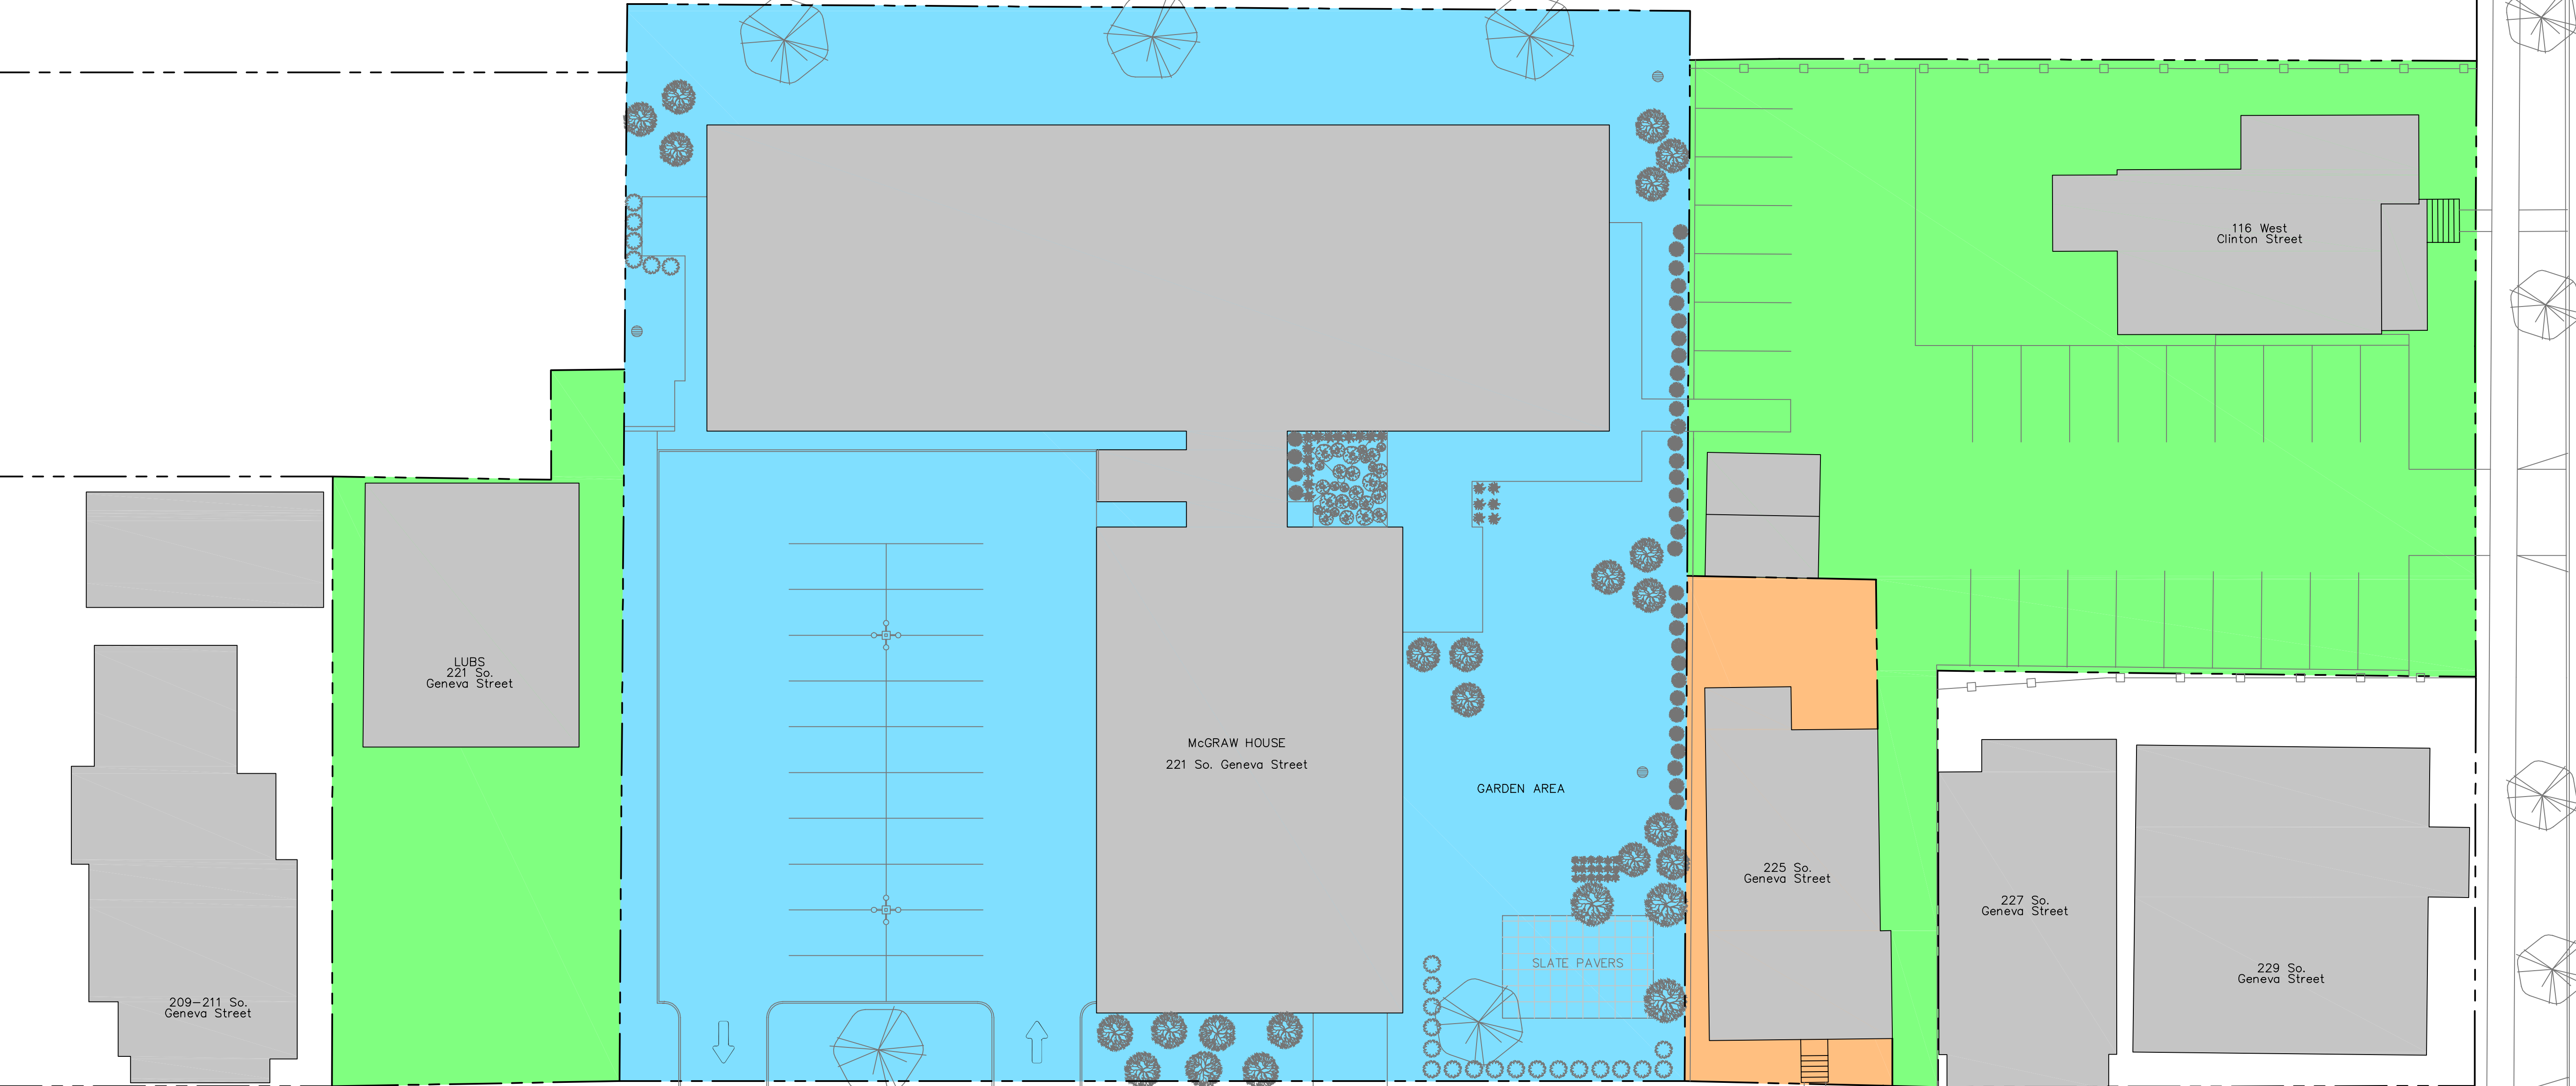 116 West
Clinton Street
LUBS
221 So.
Geneva Street
McGRAW HOUSE
221 So. Geneva Street
GARDEN AREA
225 So.
Geneva Street
227 So.
Geneva Street
SLATE PAVERS
229 So.
Geneva Street
209-211 So.
Geneva Street